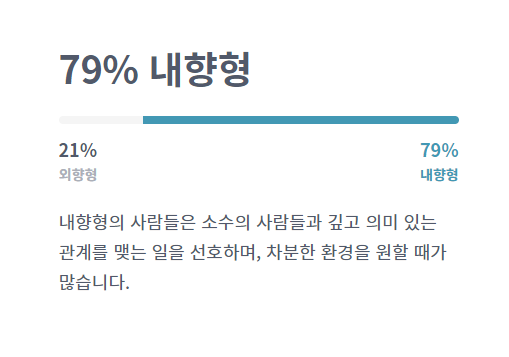 79% 내향형
21%
79%
외향형
내향형
내향형의 사람들은 소수의 사람들과 깊고 의미 있는
관계를 맺는 일을 선호하며, 차분한 환경을 원할 때가
많습니다.